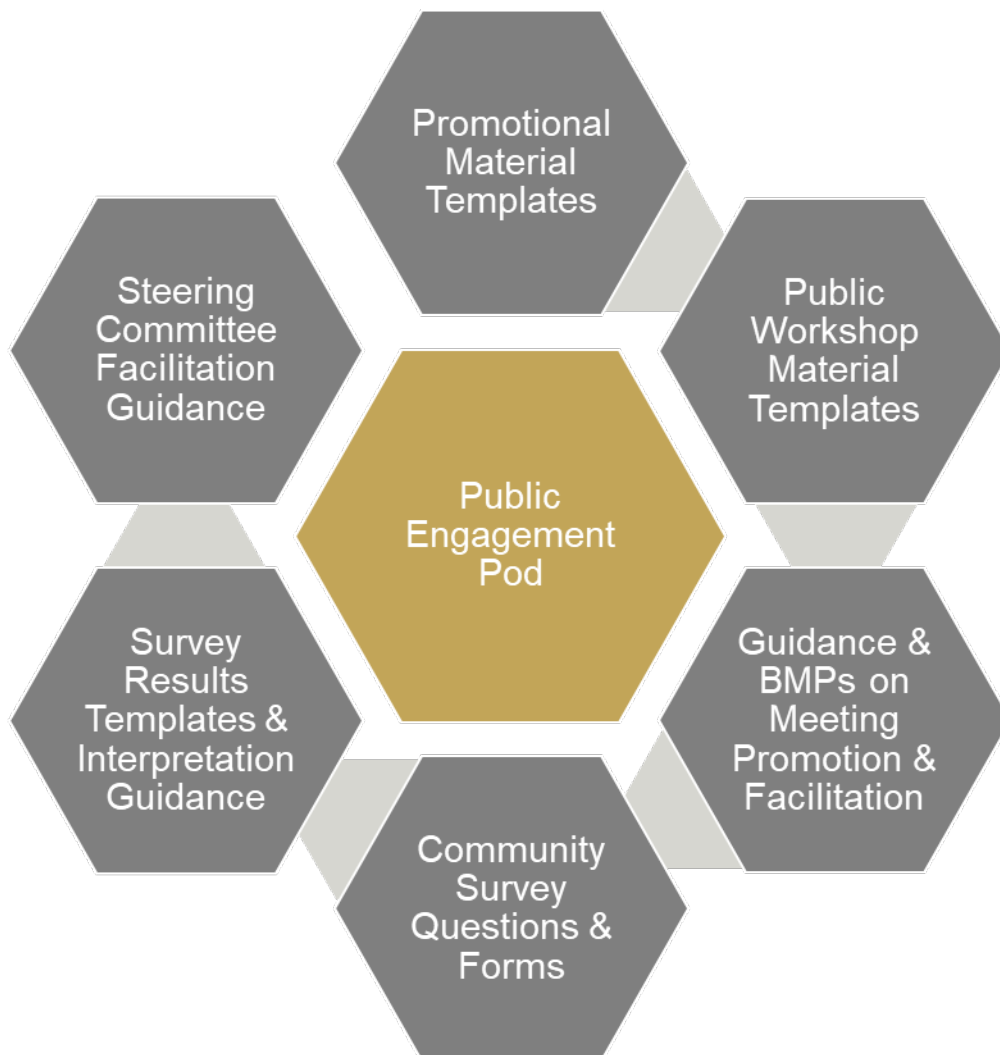 Promotional
Material
Templates
Steering
Committee
Facilitation
Guidance
Public
Workshop
Material
Templates
Public
Engagement
Pod
Survey
Results
Templates &
Interpretation
Guidance
Guidance &
BMPs on
Meeting
Promotion &
Facilitation
Community
Survey
Questions &
Forms